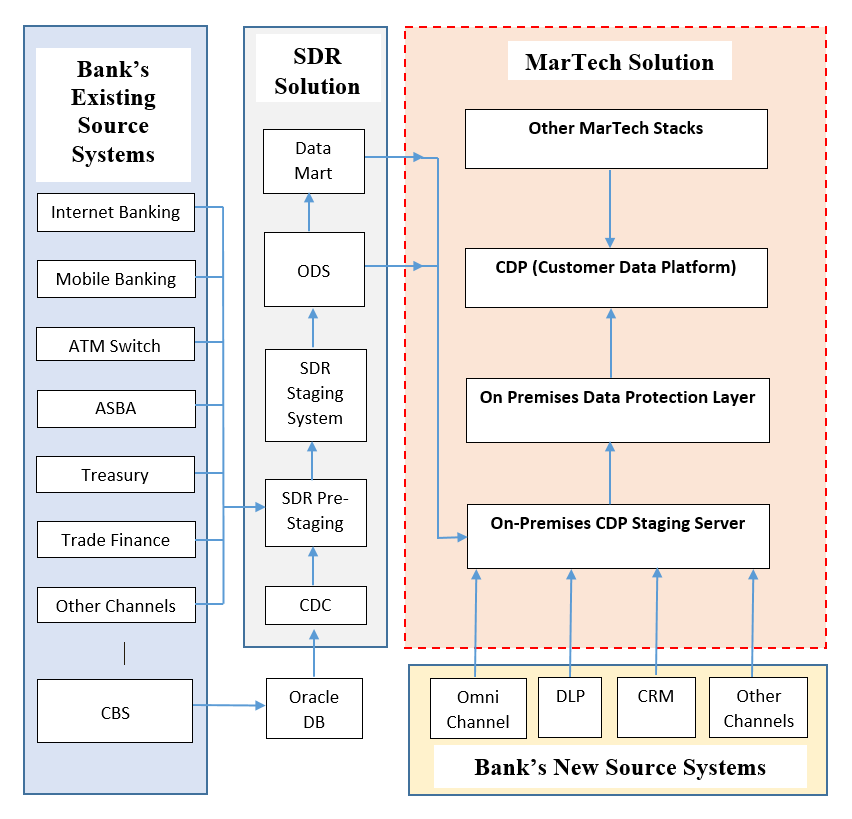 Bank’s
Existing
Source
Systems
Internet Banking
Mobile Banking
ATM Switch
ASBA
Treasury
Trade Finance
Other Channels
CBS
SDR
Solution
Data
Mart
ODS
SDR
Staging
System
SDR Pre-
Staging
CDC
Oracle
DB
MarTech Solution
Other MarTech Stacks
CDP (Customer Data Platform)
On Premises Data Protection Layer
On-Premises CDP Staging Server
Omni
Channel
DLP
CRM
Other
Channels
Bank’s New Source Systems